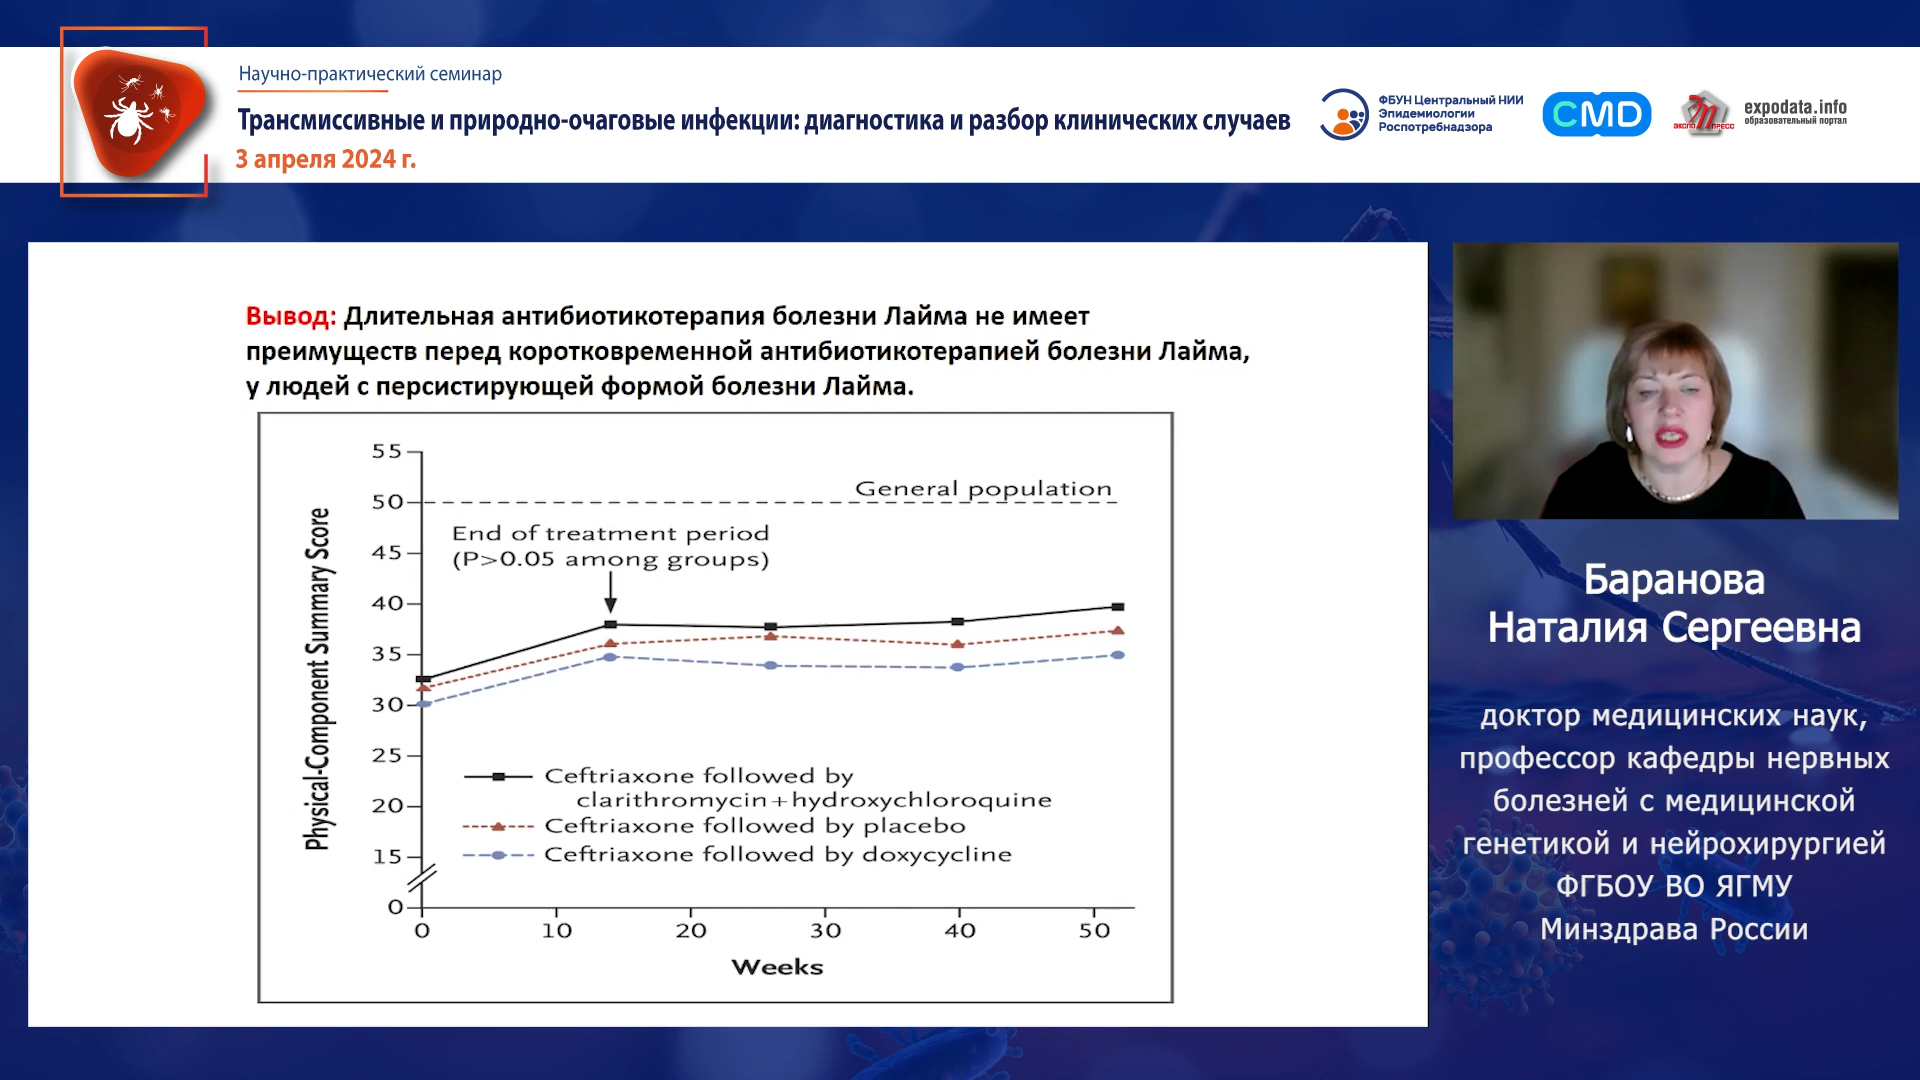 Научно-практический семинар
Трансмиссивные и природно-очаговые инфекции: диагностика и разбор клинических случаев
3 апреля 2024 г.
ФБУН Центральный НИИ
Эпидемиологии
Роспотребнадзора
CMD
ЭКСПО ПРЕСС
expodata.info
образовательный портал
Вывод: Длительная антибиотикотерапия болезни Лайма не имеет
преимуществ перед коротковременной антибиотикотерапией болезни Лайма,
у людей с персистирующей формой болезни Лайма.
55
General population
50
End of treatment period
(P>0.05 among groups)
45
40
35
30
25
20
15
0
Physical-Component Summary Score
Ceftriaxone followed by
clarithromycin+hydroxychloroquine
Ceftriaxone followed by placebo
Ceftriaxone followed by doxycycline
0 10 20 30 40 50
Weeks
Баранова
Наталия Сергеевна
доктор медицинских наук,
профессор кафедры нервных
болезней с медицинской
генетикой и нейрохирургией
ФГБОУ ВО ЯГМУ
Минздрава России